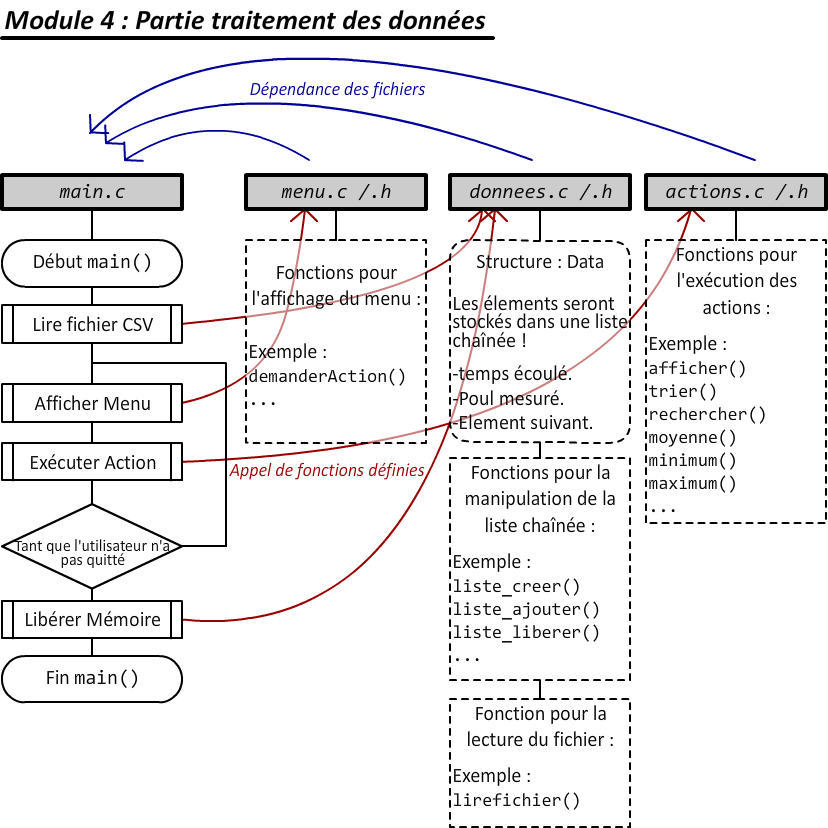 Module 4 : Partie traitement des données
Dépendance des fichiers
main.c
Début main()
Lire fichier CSV
Afficher Menu
Exécuter Action
Tant que l'utilisateur n'a
pas quitté
Libérer Mémoire
Fin main()
menu.c /.h
Fonctions pour
l'affichage du menu :
Exemple :
demanderAction()
...
Appel de fonctions définies
donnees.c /.h
Structure : Data
Les élements seront
stockés dans une liste
chaînée !
-temps écoulé.
-Poul mesuré.
-Element suivant.
Fonctions pour la
manipulation de la
liste chaînée :
Exemple :
liste_creer()
liste_ajouter()
liste_liberer()
...
Fonction pour la
lecture du fichier :
Exemple :
lirefichier()
actions.c /.h
Fonctions pour
l'exécution des
actions :
Exemple :
afficher()
trier()
rechercher()
moyenne()
minimum()
maximum()
...